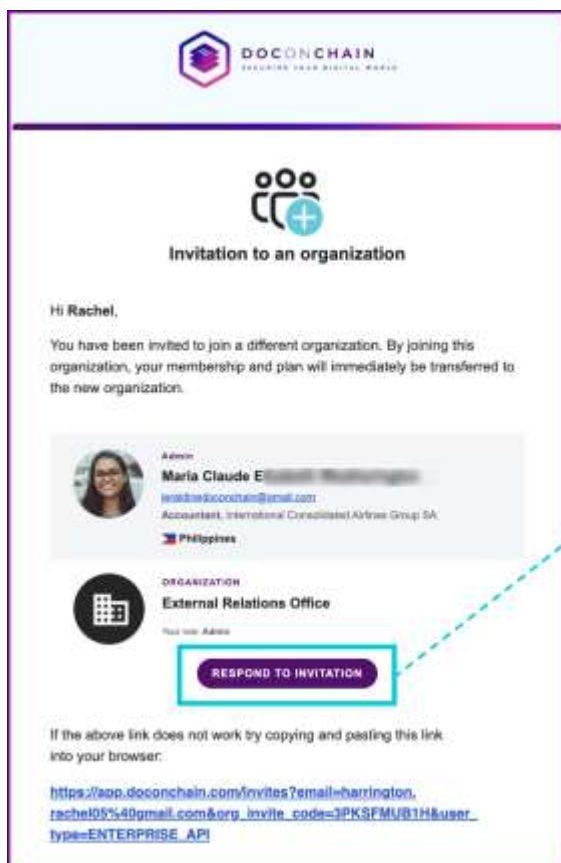 DOCONCHAIN
SECURING YOUR DIGITAL WORLD
Invitation to an organization
Hi Rachel,
You have been invited to join a different organization. By joining this
organization, your membership and plan will immediately be transferred to
the new organization.
Admin
Maria Claude E
Accountant, International Consolidated Airlines Group SA
Philippines
ORGANIZATION
External Relations Office
Your role: Admin
RESPOND TO INVITATION
If the above link does not work try copying and pasting this link
into your browser:
https://app.doconchain.com/invites?email=harrington.
rachel05%40gmail.com&org_invite_code=3PKSFMUB1H&user_
type=ENTERPRISE_API